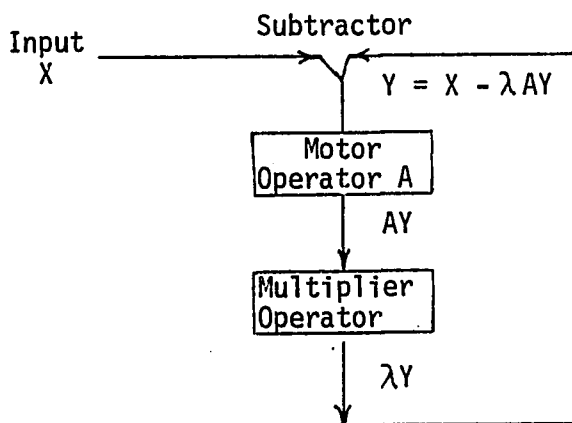 Subtractor
Input
X
Y = X - λAY
Motor
Operator A
AY
Multiplier
Operator
λY